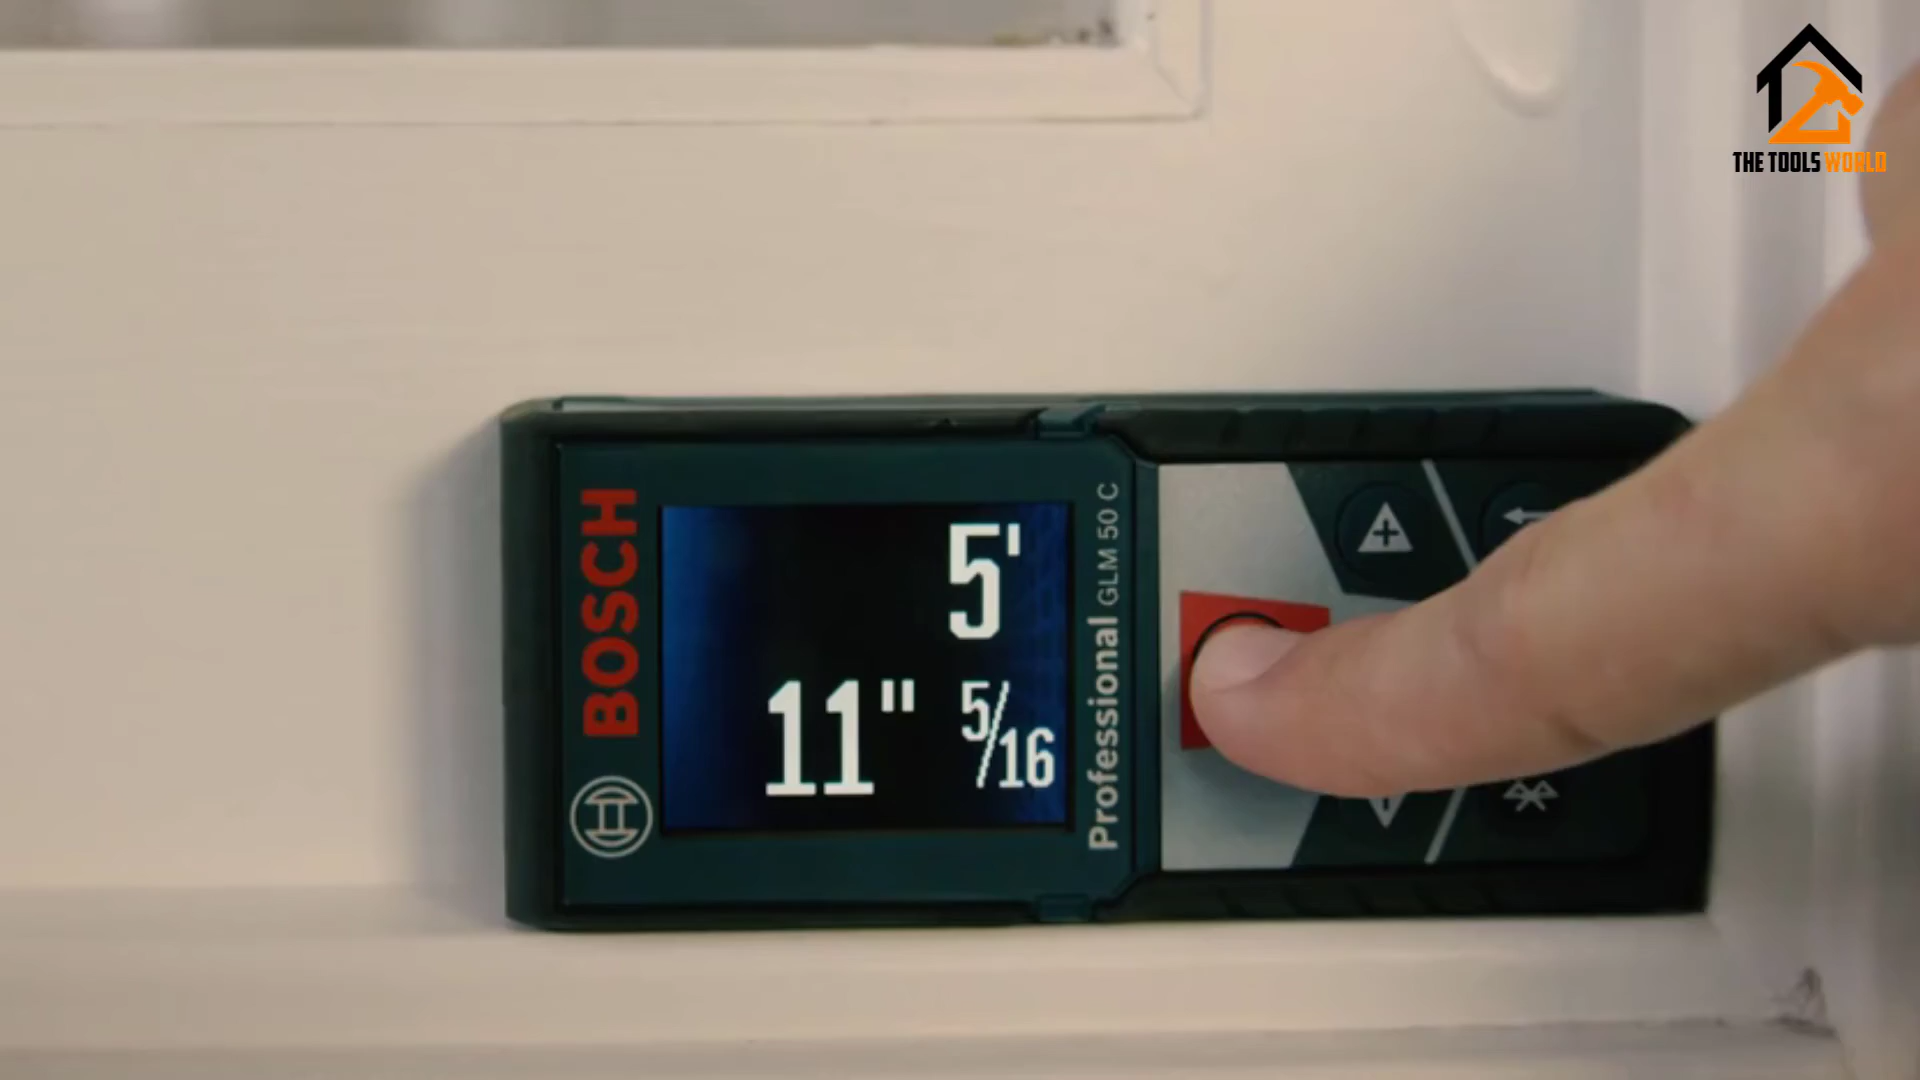 THE TOOLS WORLD
BOSCH
5'
11" 5/16
Professional GLM 50 C